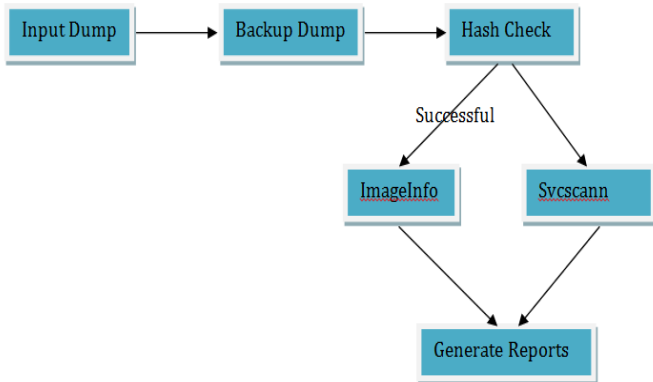 Input Dump
Backup Dump
Hash Check
Successful
ImageInfo
Svcscann
Generate Reports